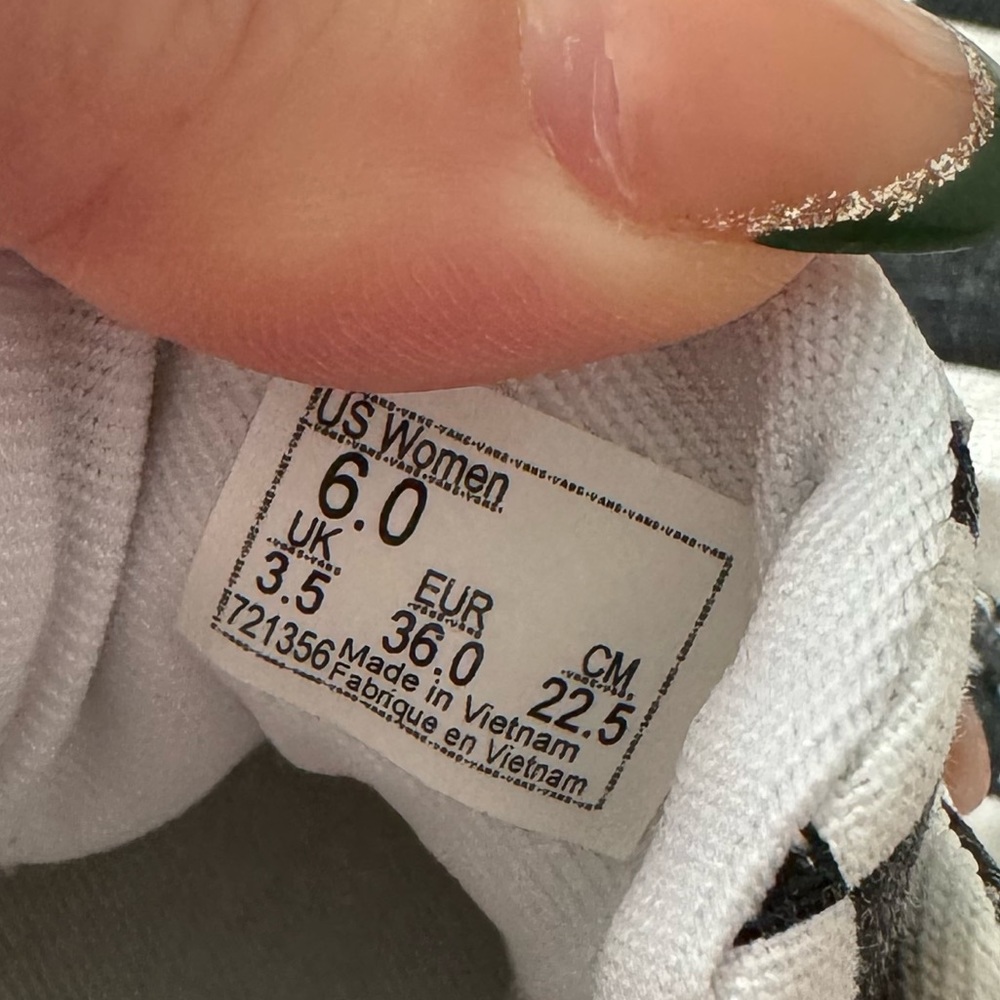 US Women
6.0
UK
3.5
EUR
36.0
CM
22.5
721356
Made in Vietnam
Fabrique en Vietnam